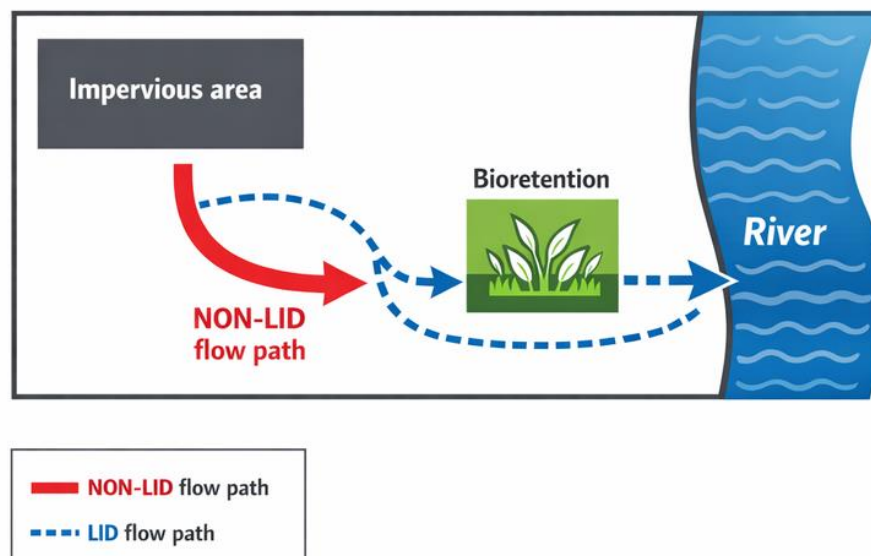 Impervious area
Bioretention
River
NON-LID
flow path
NON-LID flow path
LID flow path